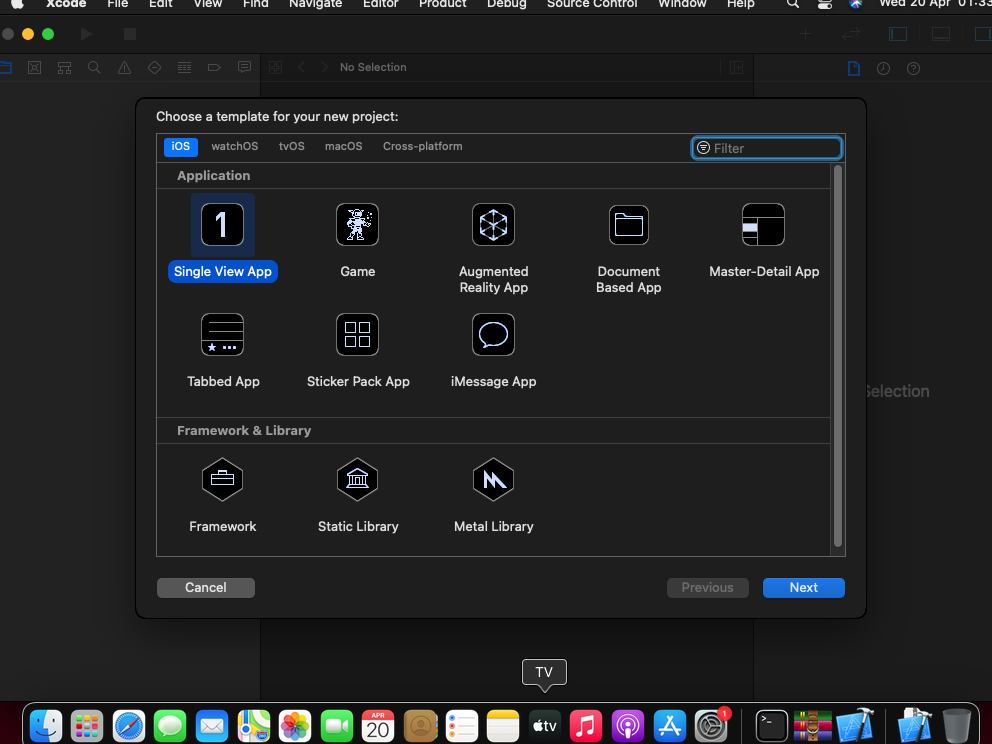 Xcode File Edit View Find Navigate Editor Product Debug Source Control Window Help Wed 20 Apr 01:33
No Selection
Choose a template for your new project:
iOS watchOS tvOS macOS Cross-platform Filter
Application
1
Single View App Game Augmented Reality App Document Based App Master-Detail App
Tabbed App Sticker Pack App iMessage App
Selection
Framework & Library
Framework Static Library Metal Library
Cancel Previous Next
TV
APR
20
tv
1